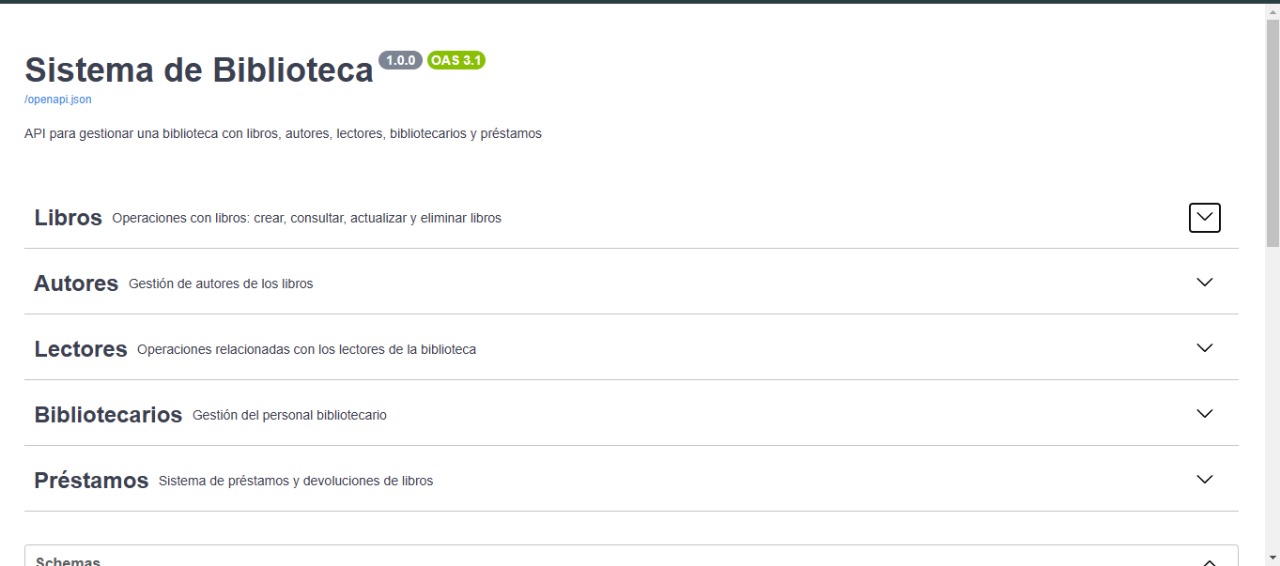 Sistema de Biblioteca 1.0.0 OAS 3.1
/openapi.json
API para gestionar una biblioteca con libros, autores, lectores, bibliotecarios y préstamos
Libros Operaciones con libros: crear, consultar, actualizar y eliminar libros
Autores Gestión de autores de los libros
Lectores Operaciones relacionadas con los lectores de la biblioteca
Bibliotecarios Gestión del personal bibliotecario
Préstamos Sistema de préstamos y devoluciones de libros
Schemas